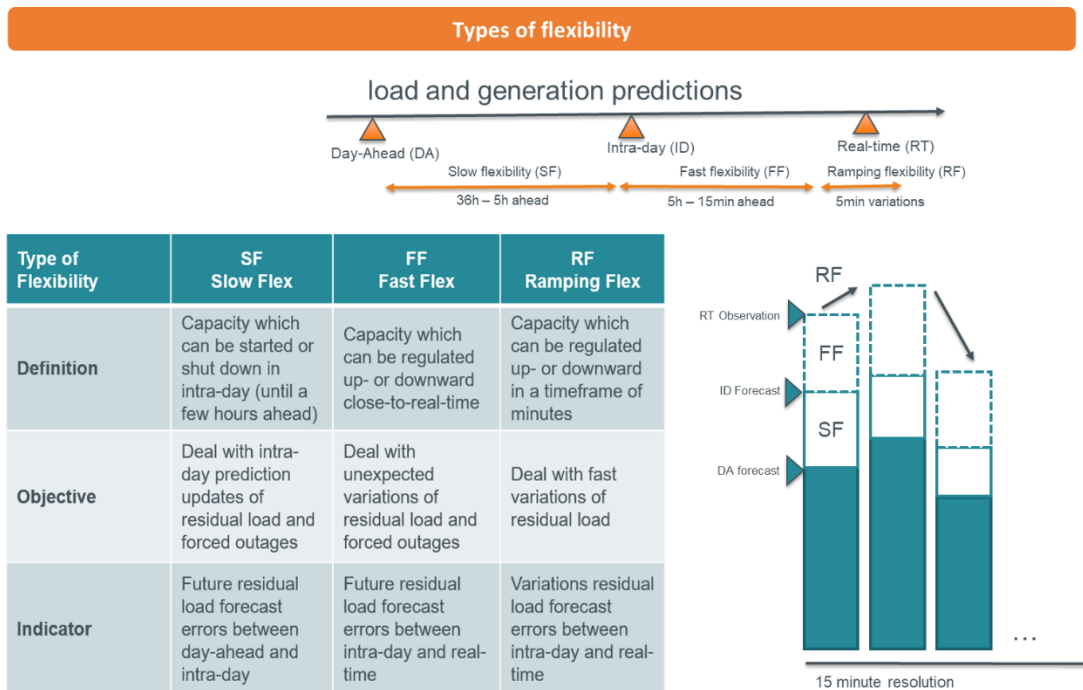 Types of flexibility
load and generation predictions
Day-Ahead (DA)
Intra-day (ID)
Real-time (RT)
Slow flexibility (SF)
Fast flexibility (FF)
Ramping flexibility (RF)
36h – 5h ahead
5h – 15min ahead
5min variations
Type of
Flexibility
SF
Slow Flex
FF
Fast Flex
RF
Ramping Flex
Definition
Capacity which
can be started or
shut down in
intra-day (until a
few hours ahead)
Capacity which
can be regulated
up- or downward
close-to-real-time
Capacity which
can be regulated
up- or downward
in a timeframe of
minutes
Objective
Deal with intra-
day prediction
updates of
residual load and
forced outages
Deal with
unexpected
variations of
residual load and
forced outages
Deal with fast
variations of
residual load
Indicator
Future residual
load forecast
errors between
day-ahead and
intra-day
Future residual
load forecast
errors between
intra-day and real-
time
Variations residual
load forecast
errors between
intra-day and real-
time
RF
RT Observation
FF
ID Forecast
SF
DA forecast
...
15 minute resolution